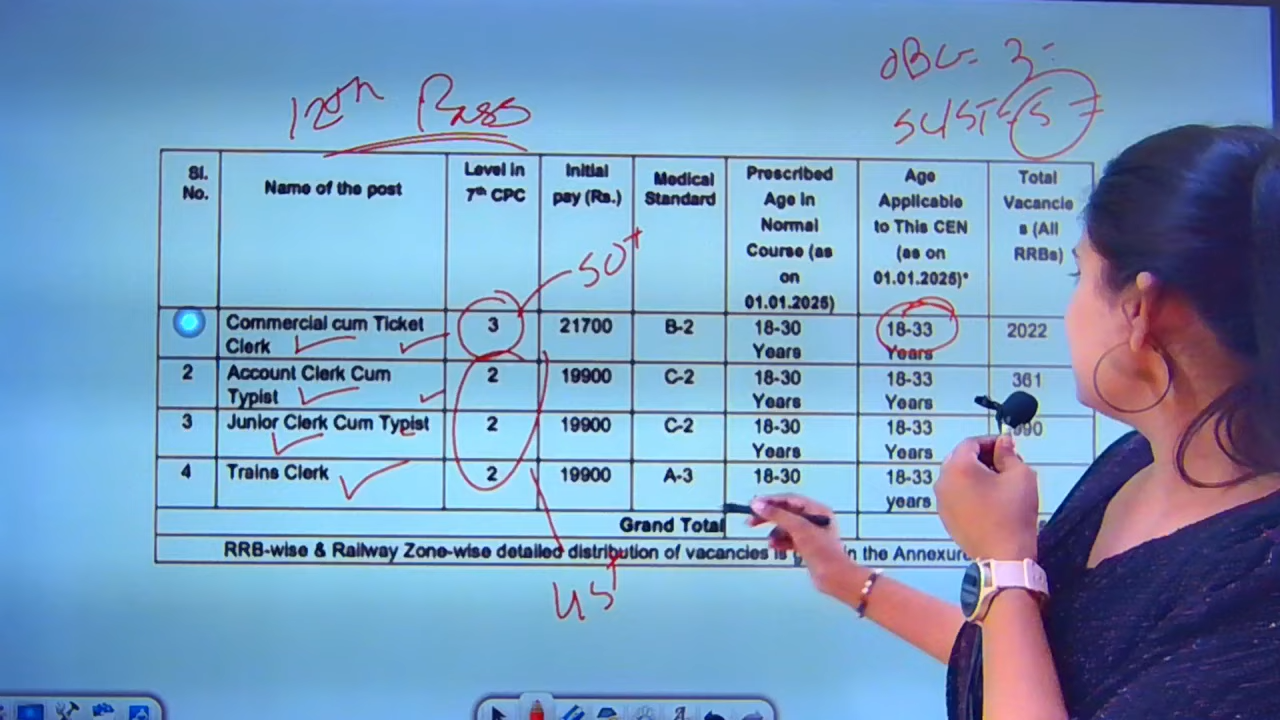 OBC = 3 =
12th Pass
SC/ST = 5 =
Sl. No.
Name of the post
Level in 7th CPC
Initial pay (Rs.)
Medical Standard
Prescribed Age in Normal Course (as on 01.01.2025)
Age Applicable to This CEN (as on 01.01.2025)*
Total Vacancies (All RRBs)
50+
Commercial cum Ticket Clerk 3 21700 B-2 18-30 Years 18-33 Years 2022
2 Account Clerk Cum Typist 2 19900 C-2 18-30 Years 18-33 Years 361
3 Junior Clerk Cum Typist 2 19900 C-2 18-30 Years 18-33 Years
4 Trains Clerk 2 19900 A-3 18-30 18-33 years
Grand Total
RRB-wise & Railway Zone-wise detailed distribution of vacancies is in the
45+